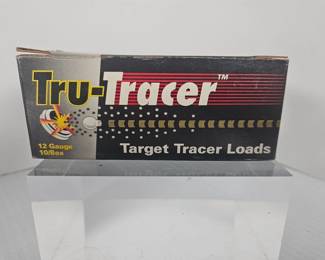 Tru-Tracer™
12 Gauge
10/Box
Target Tracer Loads